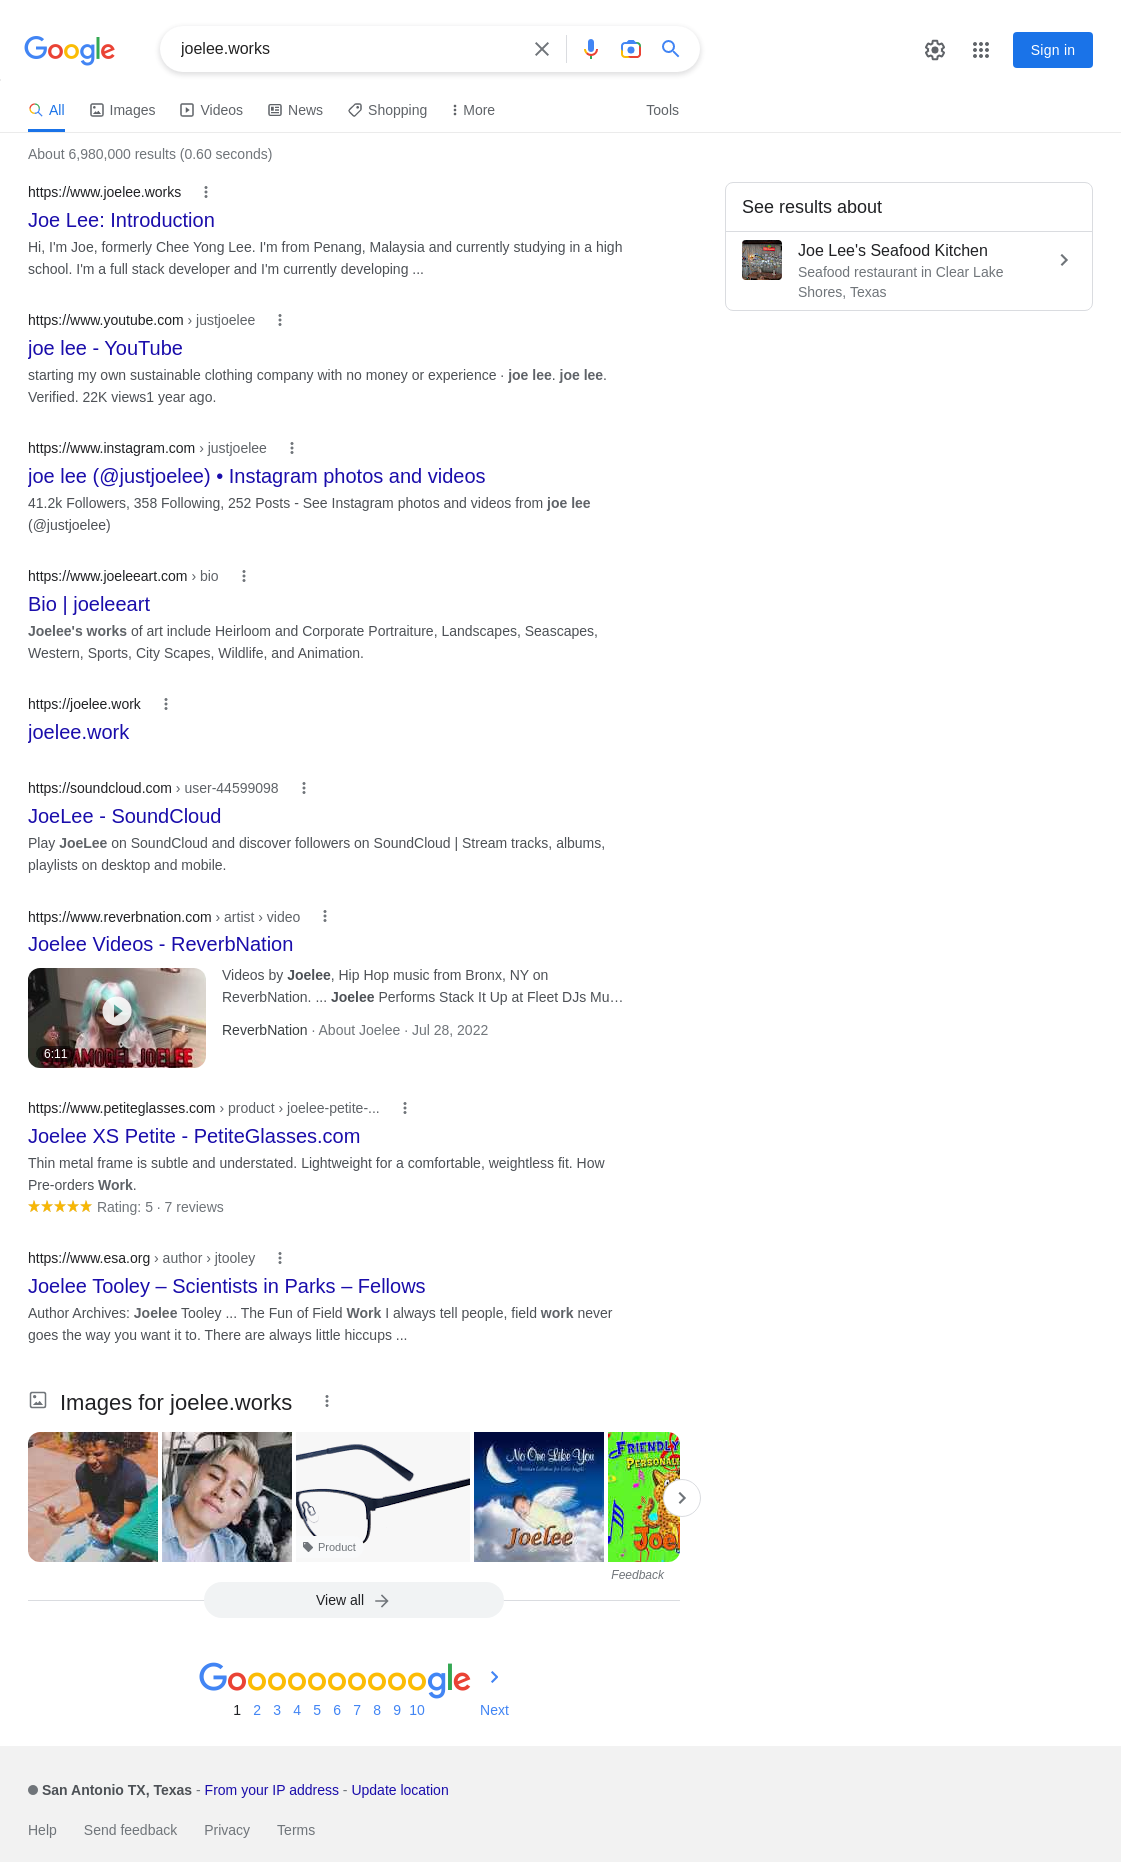 Google
joelee.works
Sign in
All
Images
Videos
News
Shopping
More
Tools
About 6,980,000 results (0.60 seconds)
https://www.joelee.works
Joe Lee: Introduction
Hi, I'm Joe, formerly Chee Yong Lee. I'm from Penang, Malaysia and currently studying in a high
school. I'm a full stack developer and I'm currently developing ...
See results about
Joe Lee's Seafood Kitchen
Seafood restaurant in Clear Lake
Shores, Texas
https://www.youtube.com › justjoelee
joe lee - YouTube
starting my own sustainable clothing company with no money or experience · joe lee. joe lee.
Verified. 22K views1 year ago.
https://www.instagram.com › justjoelee
joe lee (@justjoelee) • Instagram photos and videos
41.2k Followers, 358 Following, 252 Posts - See Instagram photos and videos from joe lee
(@justjoelee)
https://www.joeleeart.com › bio
Bio | joeleeart
Joelee's works of art include Heirloom and Corporate Portraiture, Landscapes, Seascapes,
Western, Sports, City Scapes, Wildlife, and Animation.
https://joelee.work
joelee.work
https://soundcloud.com › user-44599098
JoeLee - SoundCloud
Play JoeLee on SoundCloud and discover followers on SoundCloud | Stream tracks, albums,
playlists on desktop and mobile.
https://www.reverbnation.com › artist › video
Joelee Videos - ReverbNation
Videos by Joelee, Hip Hop music from Bronx, NY on
ReverbNation. ... Joelee Performs Stack It Up at Fleet DJs Mu…
ReverbNation · About Joelee · Jul 28, 2022
6:11
JOELEE
https://www.petiteglasses.com › product › joelee-petite-...
Joelee XS Petite - PetiteGlasses.com
Thin metal frame is subtle and understated. Lightweight for a comfortable, weightless fit. How
Pre-orders Work.
Rating: 5 · 7 reviews
https://www.esa.org › author › jtooley
Joelee Tooley – Scientists in Parks – Fellows
Author Archives: Joelee Tooley ... The Fun of Field Work I always tell people, field work never
goes the way you want it to. There are always little hiccups ...
Images for joelee.works
Product
No One Like You
Joelee
FRIENDLY
PERSONAL
Joe
Feedback
View all
Goooooooooogle
1 2 3 4 5 6 7 8 9 10 Next
San Antonio TX, Texas - From your IP address - Update location
Help Send feedback Privacy Terms